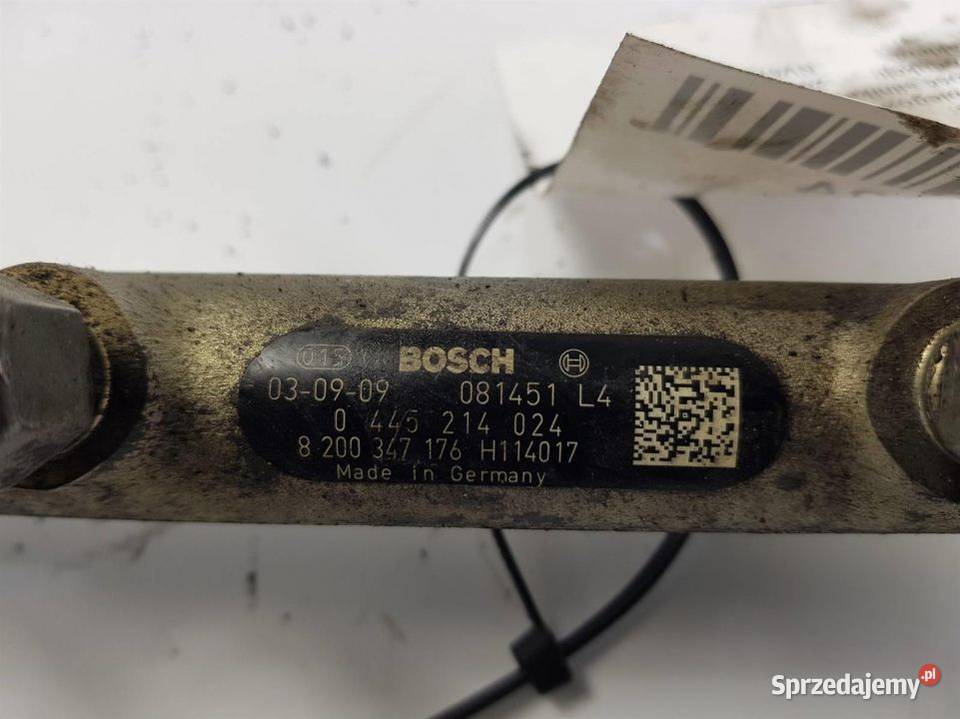 015 BOSCH
03-09-09 081451 L4
0 445 214 024
8 200 347 176 H114017
Made in Germany
Sprzedajemy.pl